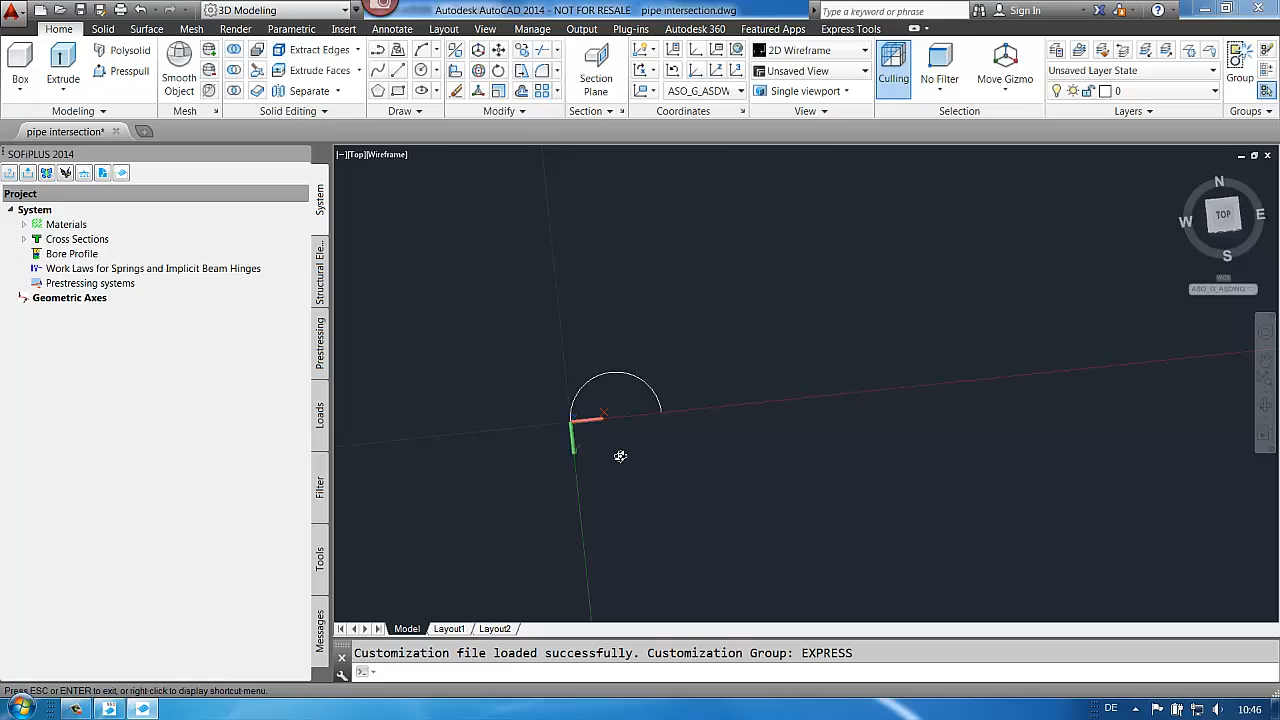 3D Modeling
Autodesk AutoCAD 2014 - NOT FOR RESALE pipe intersection.dwg
Type a keyword or phrase
Sign In
Home Solid Surface Mesh Render Parametric Insert Annotate Layout View Manage Output Plug-ins Autodesk 360 Featured Apps Express Tools
Box
Extrude
Polysolid
Presspull
Smooth
Object
Extract Edges
Extrude Faces
Separate
Section
Plane
ASO_G_ASDW
2D Wireframe
Unsaved View
Single viewport
Culling
No Filter
Move Gizmo
Unsaved Layer State
0
Group
Modeling
Mesh
Solid Editing
Draw
Modify
Section
Coordinates
View
Selection
Layers
Groups
pipe intersection*
SOFiPLUS 2014
Project
System
Materials
Cross Sections
Bore Profile
Work Laws for Springs and Implicit Beam Hinges
Prestressing systems
Geometric Axes
System
Structural Ele...
Prestressing
Loads
Filter
Tools
Messages
[−][Top][Wireframe]
X
N
W
TOP
E
S
WCS
ASO_G_ASDWG
Model Layout1 Layout2
Customization file loaded successfully. Customization Group: EXPRESS
Press ESC or ENTER to exit, or right-click to display shortcut-menu.
DE
10:46